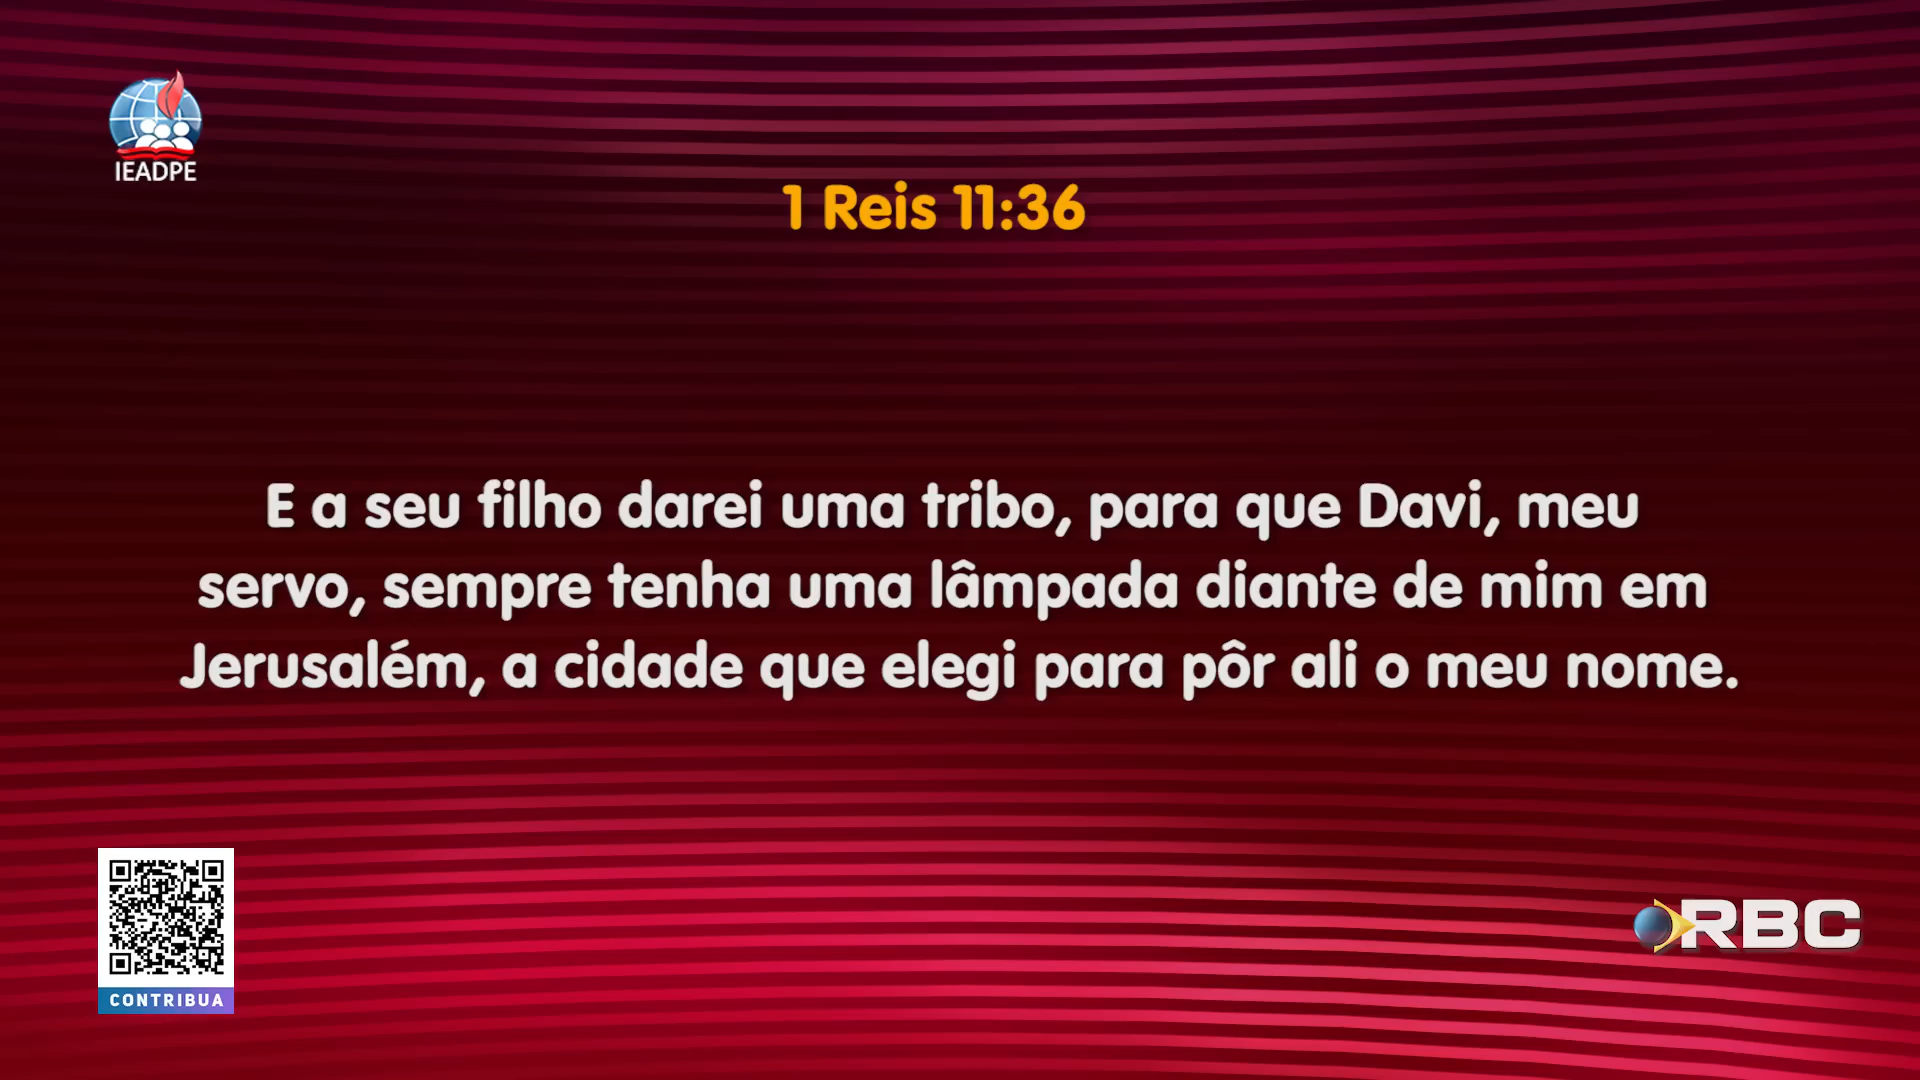 IEADPE
1 Reis 11:36
E a seu filho darei uma tribo, para que Davi, meu
servo, sempre tenha uma lâmpada diante de mim em
Jerusalém, a cidade que elegi para pôr ali o meu nome.
CONTRIBUA
RBC